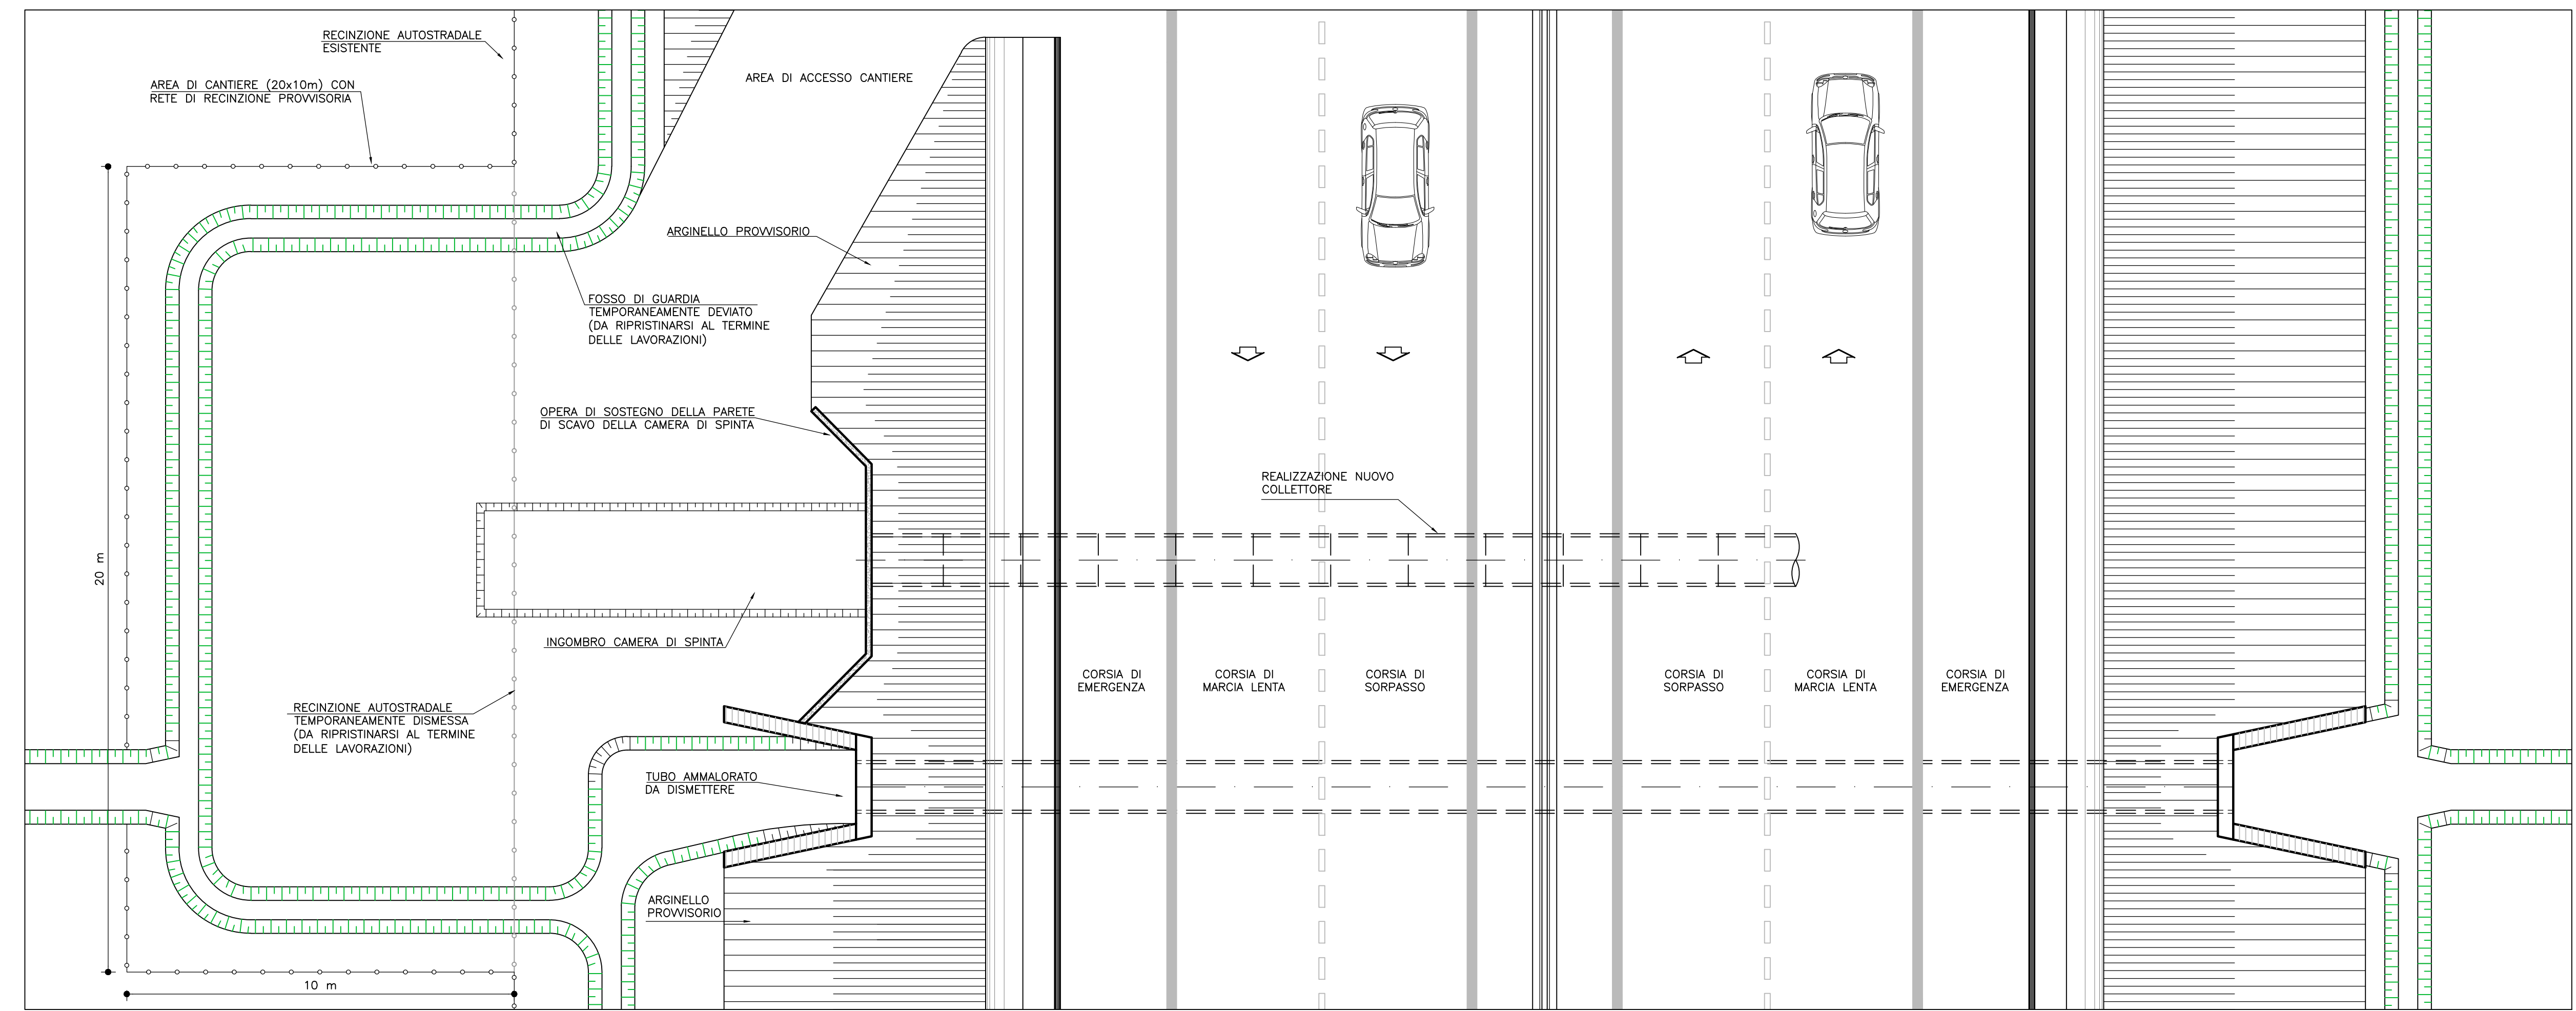 RECINZIONE AUTOSTRADALE
ESISTENTE
AREA DI CANTIERE (20x10m) CON
RETE DI RECINZIONE PROVVISORIA
AREA DI ACCESSO CANTIERE
ARGINELLO PROVVISORIO
FOSSO DI GUARDIA
TEMPORANEAMENTE DEVIATO
(DA RIPRISTINARSI AL TERMINE
DELLE LAVORAZIONI)
OPERA DI SOSTEGNO DELLA PARETE
DI SCAVO DELLA CAMERA DI SPINTA
REALIZZAZIONE NUOVO
COLLETTORE
20 m
INGOMBRO CAMERA DI SPINTA
CORSIA DI
EMERGENZA
CORSIA DI
MARCIA LENTA
CORSIA DI
SORPASSO
CORSIA DI
SORPASSO
CORSIA DI
MARCIA LENTA
CORSIA DI
EMERGENZA
RECINZIONE AUTOSTRADALE
TEMPORANEAMENTE DISMESSA
(DA RIPRISTINARSI AL TERMINE
DELLE LAVORAZIONI)
TUBO AMMALORATO
DA DISMETTERE
ARGINELLO
PROVVISORIO
10 m